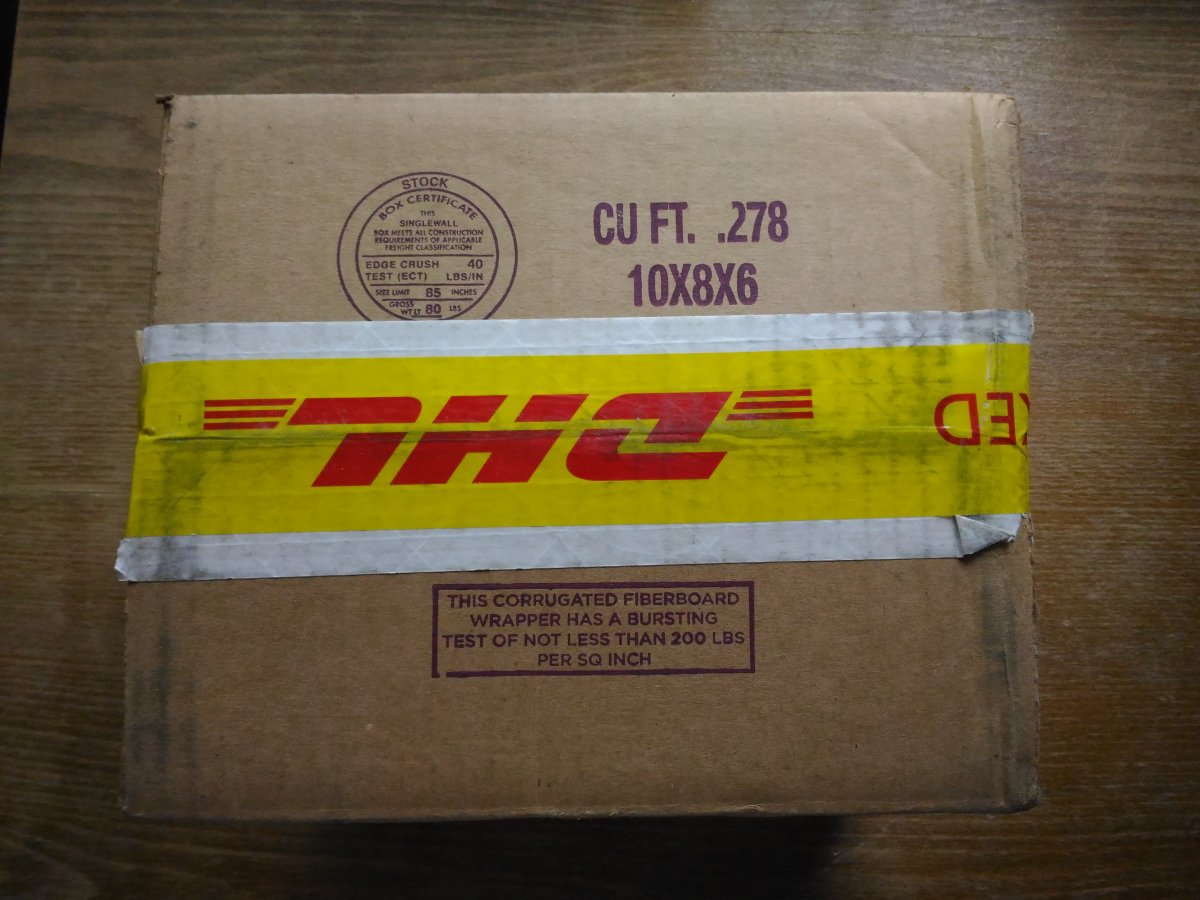 STOCK
BOX CERTIFICATE
THIS
SINGLEWALL
BOX MEETS ALL CONSTRUCTION
REQUIREMENTS OF APPLICABLE
FREIGHT CLASSIFICATION
EDGE CRUSH 40
TEST (ECT) LBS/IN
SIZE LIMIT 85 INCHES
GROSS
WT LT 80 LBS
CU FT. .278
10X8X6
DHL
KED
THIS CORRUGATED FIBERBOARD
WRAPPER HAS A BURSTING
TEST OF NOT LESS THAN 200 LBS
PER SQ INCH